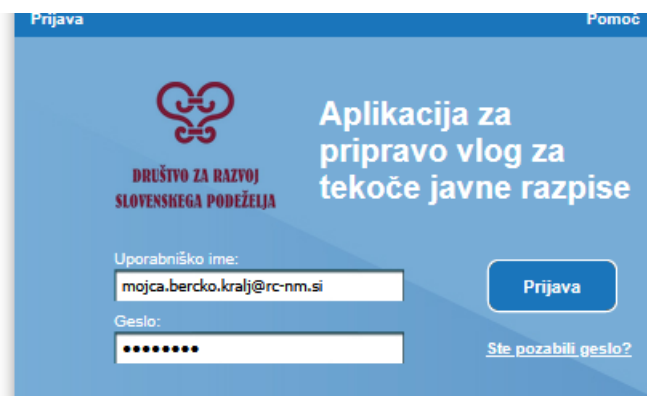 Prijava
Pomoč
DRUŠTVO ZA RAZVOJ
SLOVENSKEGA PODEŽELJA
Aplikacija za
pripravo vlog za
tekoče javne razpise
Uporabniško ime:
mojca.bercko.kralj@rc-nm.si
Prijava
Geslo:
••••••••
Ste pozabili geslo?